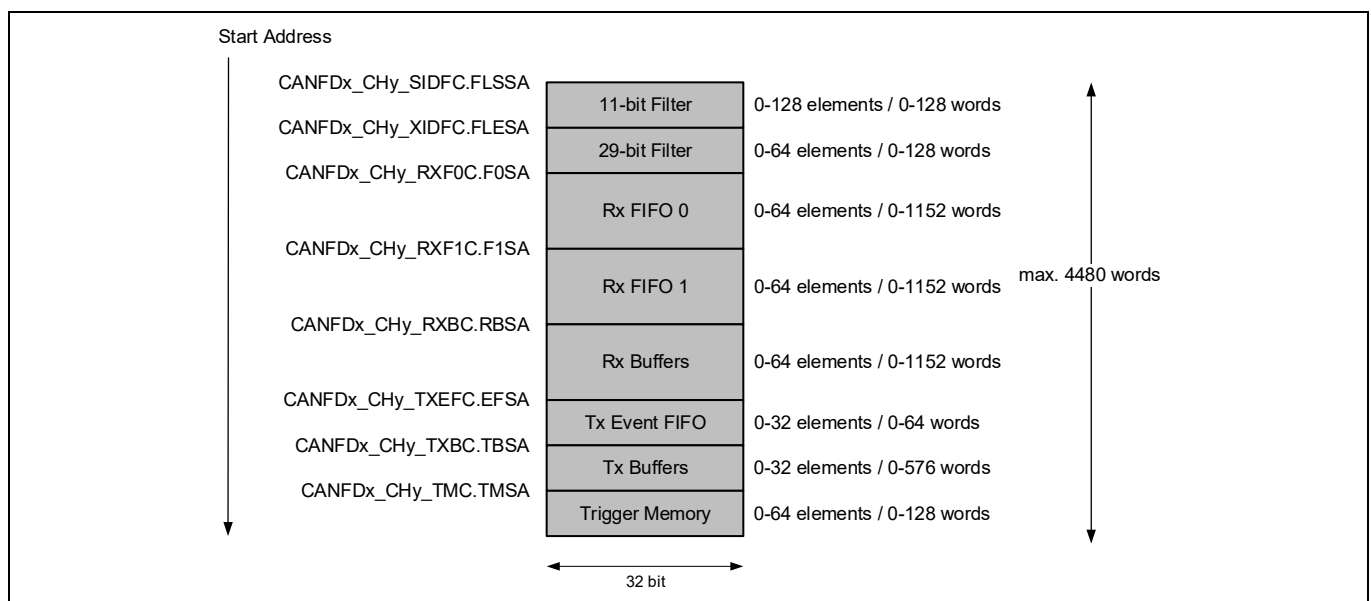 Start Address
CANFDx_CHy_SIDFC.FLSSA
11-bit Filter
0-128 elements / 0-128 words
CANFDx_CHy_XIDFC.FLESA
29-bit Filter
0-64 elements / 0-128 words
CANFDx_CHy_RXF0C.F0SA
Rx FIFO 0
0-64 elements / 0-1152 words
CANFDx_CHy_RXF1C.F1SA
Rx FIFO 1
0-64 elements / 0-1152 words
max. 4480 words
CANFDx_CHy_RXBC.RBSA
Rx Buffers
0-64 elements / 0-1152 words
CANFDx_CHy_TXEFC.EFSA
Tx Event FIFO
0-32 elements / 0-64 words
CANFDx_CHy_TXBC.TBSA
Tx Buffers
0-32 elements / 0-576 words
CANFDx_CHy_TMC.TMSA
Trigger Memory
0-64 elements / 0-128 words
32 bit